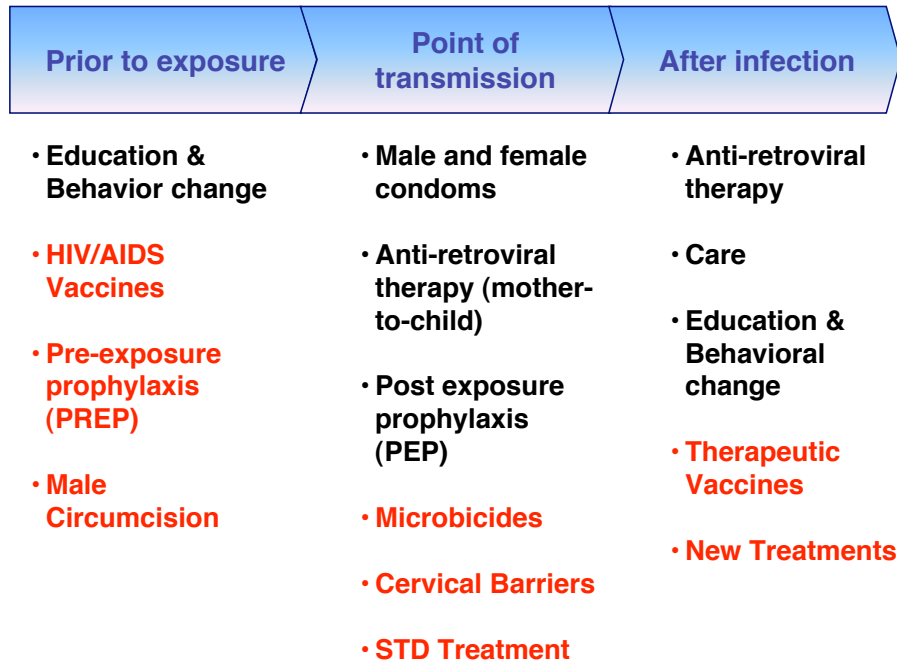 Prior to exposure
Point of
transmission
After infection
• Education &
Behavior change
• HIV/AIDS
Vaccines
• Pre-exposure
prophylaxis
(PREP)
• Male
Circumcision
• Male and female
condoms
• Anti-retroviral
therapy (mother-
to-child)
• Post exposure
prophylaxis
(PEP)
• Microbicides
• Cervical Barriers
• STD Treatment
• Anti-retroviral
therapy
• Care
• Education &
Behavioral
change
• Therapeutic
Vaccines
• New Treatments